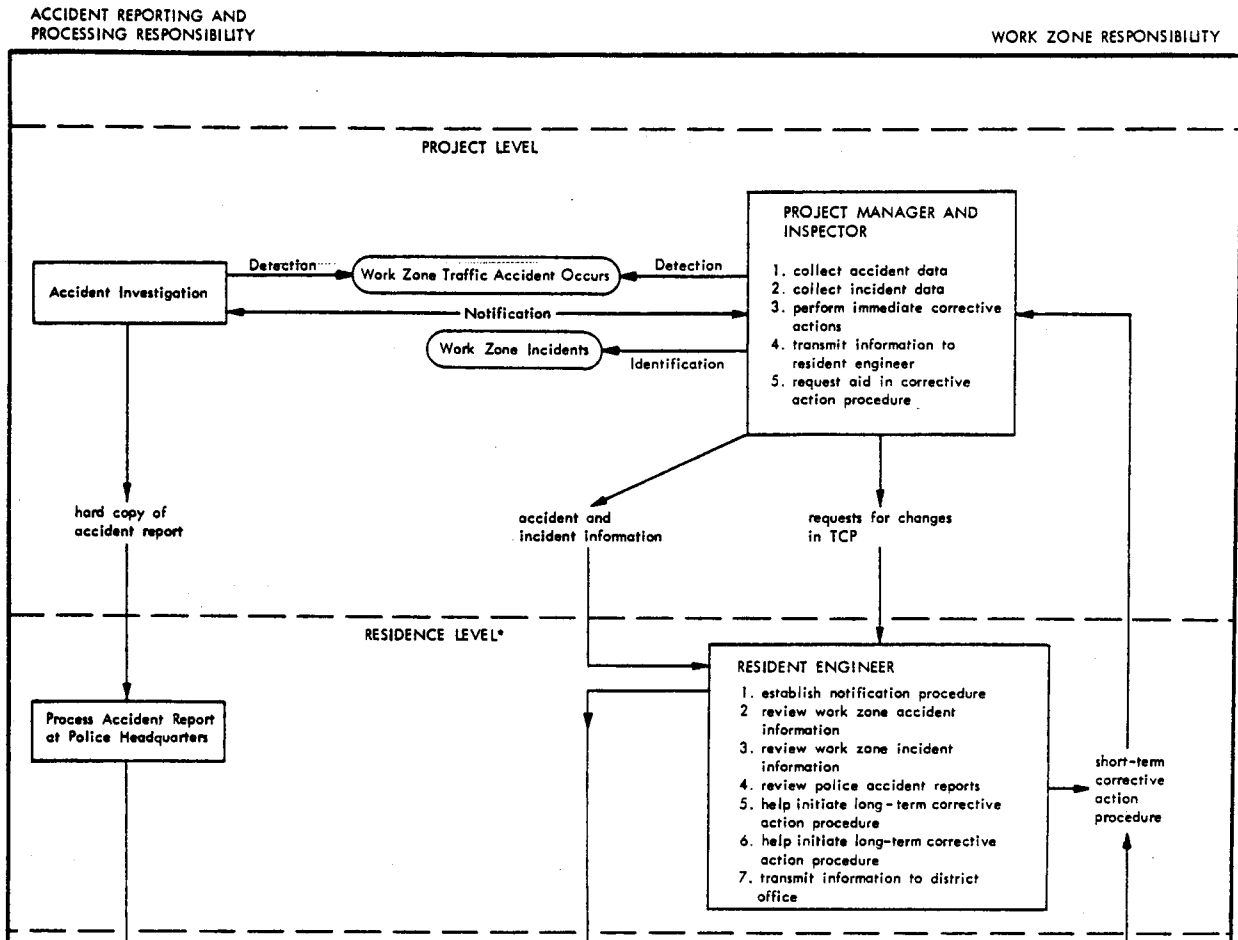 ACCIDENT REPORTING AND
PROCESSING RESPONSIBILITY
WORK ZONE RESPONSIBILITY
PROJECT LEVEL
PROJECT MANAGER AND
INSPECTOR
1. collect accident data
2. collect incident data
3. perform immediate corrective
actions
4. transmit information to
resident engineer
5. request aid in corrective
action procedure
Accident Investigation
Detection
Work Zone Traffic Accident Occurs
Detection
Notification
Work Zone Incidents
Identification
hard copy of
accident report
accident and
incident information
requests for changes
in TCP
RESIDENCE LEVEL*
Process Accident Report
at Police Headquarters
RESIDENT ENGINEER
1. establish notification procedure
2 review work zone accident
information
3. review work zone incident
information
4. review police accident reports
5. help initiate long-term corrective
action procedure
6. help initiate long-term corrective
action procedure
7. transmit information to district
office
short-term
corrective
action
procedure